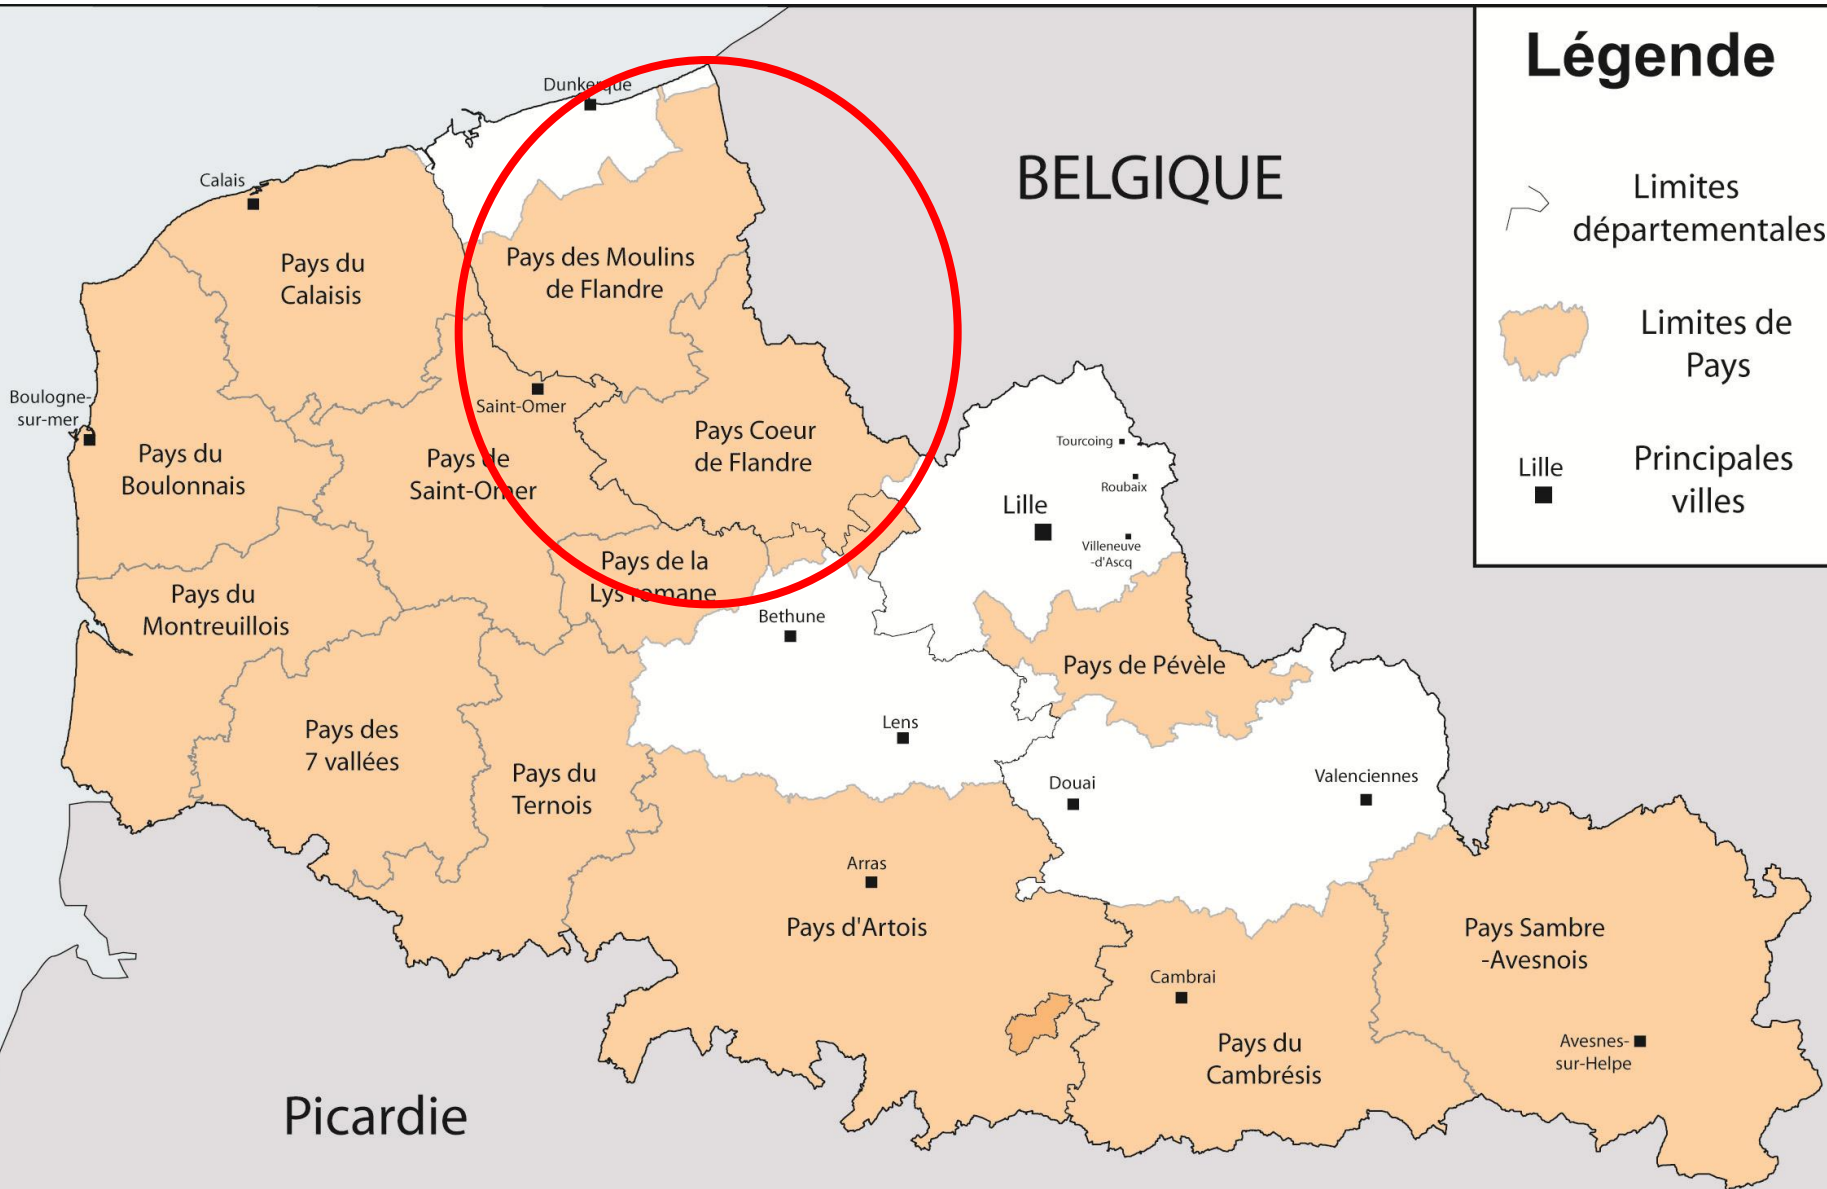 Légende
Limites
départementales
Limites de
Pays
Lille
Principales
villes
BELGIQUE
Picardie
Dunkerque
Calais
Pays du
Calaisis
Pays des Moulins
de Flandre
Boulogne-
sur-mer
Saint-Omer
Pays du
Boulonnais
Pays de
Saint-Omer
Pays Coeur
de Flandre
Tourcoing
Roubaix
Lille
Villeneuve
-d'Ascq
Pays de la
Lys romane
Pays du
Montreuillois
Bethune
Pays de Pévèle
Pays des
7 vallées
Pays du
Ternois
Lens
Douai
Valenciennes
Arras
Pays d'Artois
Cambrai
Pays du
Cambrésis
Pays Sambre
-Avesnois
Avesnes-
sur-Helpe